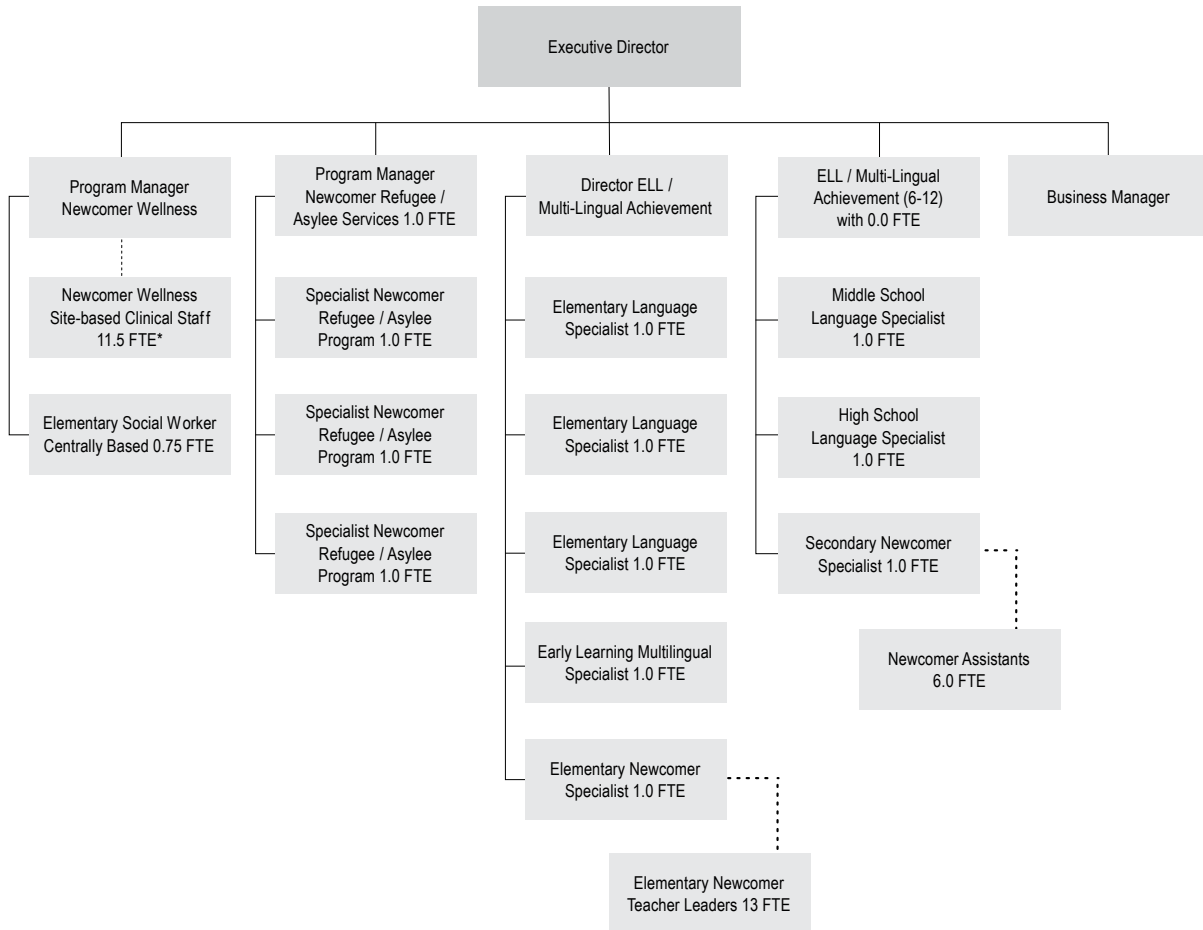 Executive Director
Program Manager
Newcomer Wellness
Program Manager
Newcomer Refugee /
Asylee Services 1.0 FTE
Director ELL /
Multi-Lingual Achievement
ELL / Multi-Lingual
Achievement (6-12)
with 0.0 FTE
Business Manager
Newcomer Wellness
Site-based Clinical Staff
11.5 FTE*
Specialist Newcomer
Refugee / Asylee
Program 1.0 FTE
Elementary Language
Specialist 1.0 FTE
Middle School
Language Specialist
1.0 FTE
Elementary Social Worker
Centrally Based 0.75 FTE
Specialist Newcomer
Refugee / Asylee
Program 1.0 FTE
Elementary Language
Specialist 1.0 FTE
High School
Language Specialist
1.0 FTE
Specialist Newcomer
Refugee / Asylee
Program 1.0 FTE
Elementary Language
Specialist 1.0 FTE
Secondary Newcomer
Specialist 1.0 FTE
Early Learning Multilingual
Specialist 1.0 FTE
Newcomer Assistants
6.0 FTE
Elementary Newcomer
Specialist 1.0 FTE
Elementary Newcomer
Teacher Leaders 13 FTE